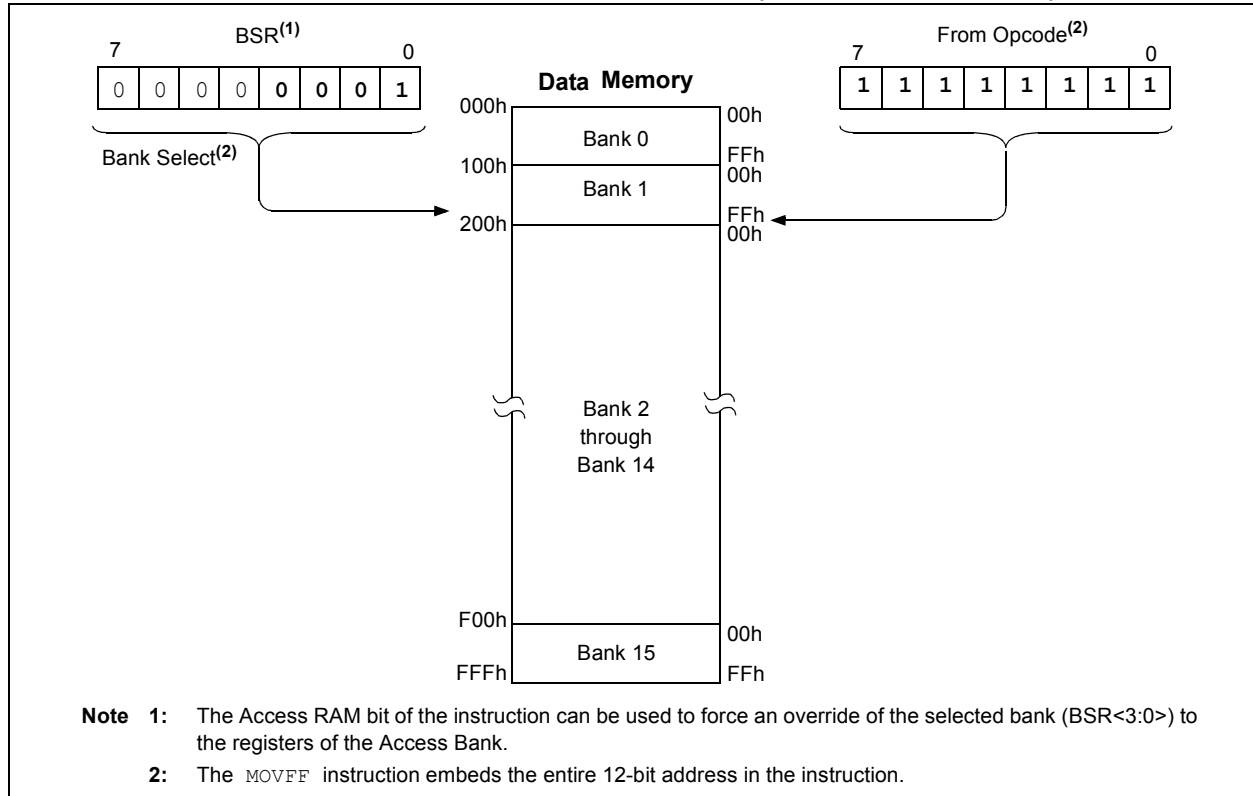 BSR(1)
7 0
0 0 0 0 0 0 0 1
Bank Select(2)
From Opcode(2)
7 0
1 1 1 1 1 1 1 1
Data Memory
000h
00h
Bank 0
FFh
100h
00h
Bank 1
FFh
200h
00h
Bank 2
through
Bank 14
F00h
00h
Bank 15
FFFh
FFh
Note 1: The Access RAM bit of the instruction can be used to force an override of the selected bank (BSR<3:0>) to
the registers of the Access Bank.
2: The MOVFF instruction embeds the entire 12-bit address in the instruction.